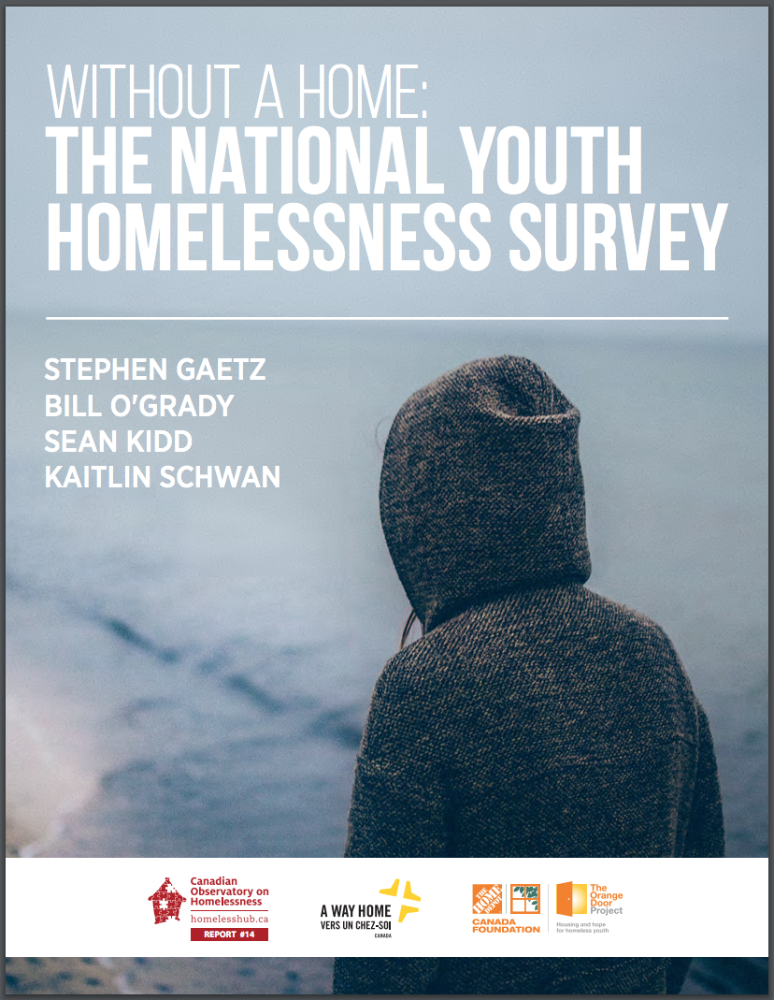 WITHOUT A HOME:
THE NATIONAL YOUTH
HOMELESSNESS SURVEY
STEPHEN GAETZ
BILL O'GRADY
SEAN KIDD
KAITLIN SCHWAN
Canadian
Observatory on
Homelessness
homelesshub.ca
REPORT #14
A WAY HOME
VERS UN CHEZ-SOI
CANADA
THE HOME DEPOT
CANADA
FOUNDATION
The
Orange
Door
Project
Housing and hope
for homeless youth